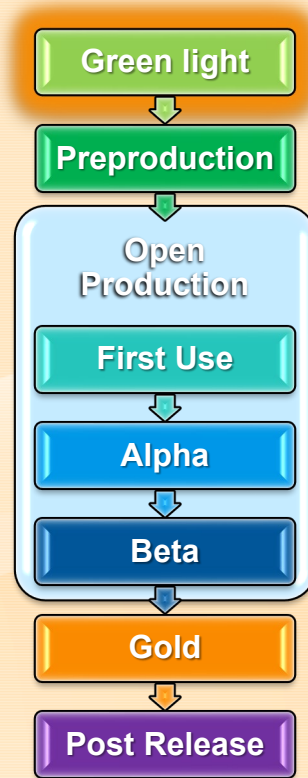 Green light
Preproduction
Open
Production
First Use
Alpha
Beta
Gold
Post Release